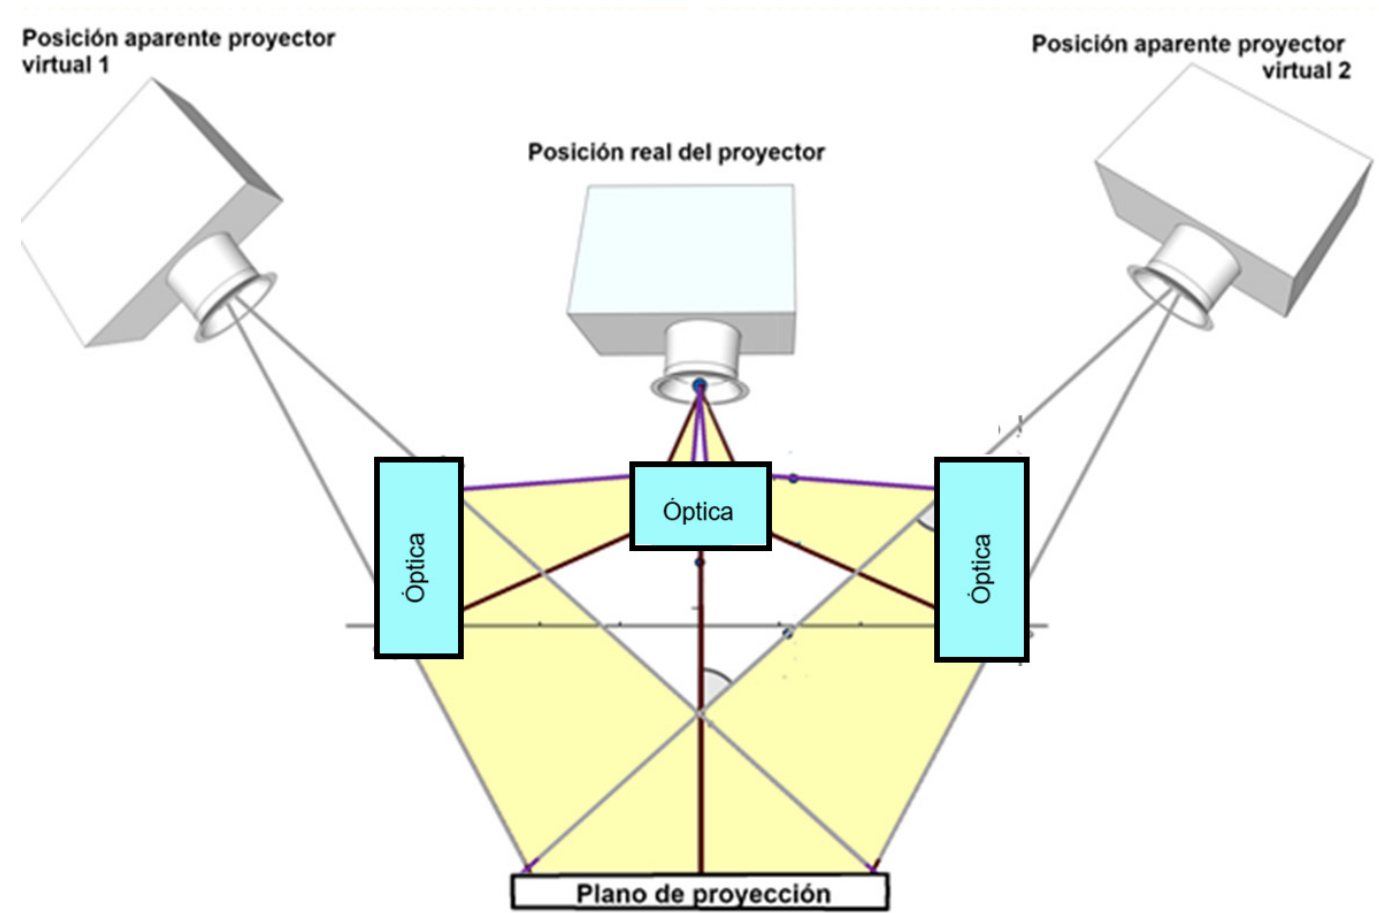 Posición aparente proyector
virtual 1
Posición aparente proyector
virtual 2
Posición real del proyector
Óptica
Óptica
Óptica
Plano de proyección